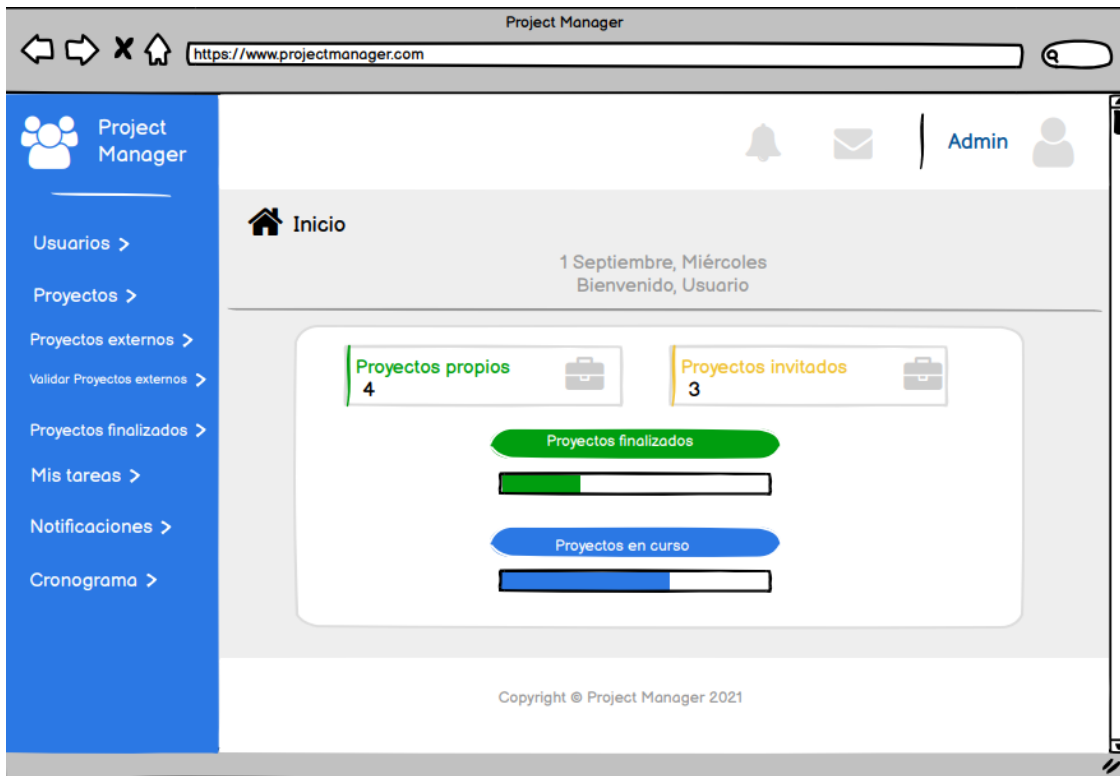 Project Manager
https://www.projectmanager.com
Project
Manager
Admin
Usuarios >
Proyectos >
Proyectos externos >
Validar Proyectos externos >
Proyectos finalizados >
Mis tareas >
Notificaciones >
Cronograma >
Inicio
1 Septiembre, Miércoles
Bienvenido, Usuario
Proyectos propios
4
Proyectos invitados
3
Proyectos finalizados
Proyectos en curso
Copyright © Project Manager 2021